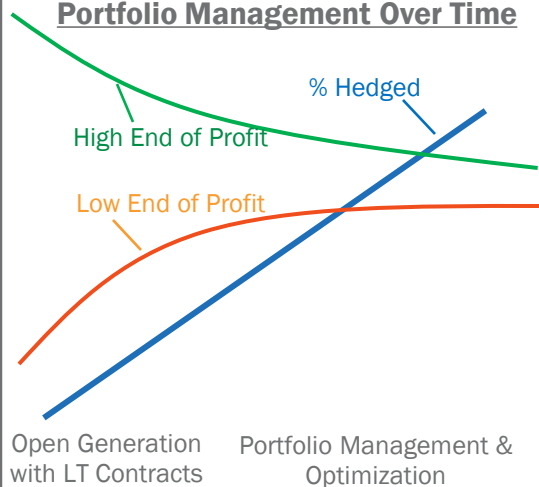 Portfolio Management Over Time
% Hedged
High End of Profit
Low End of Profit
Open Generation
with LT Contracts
Portfolio Management &
Optimization